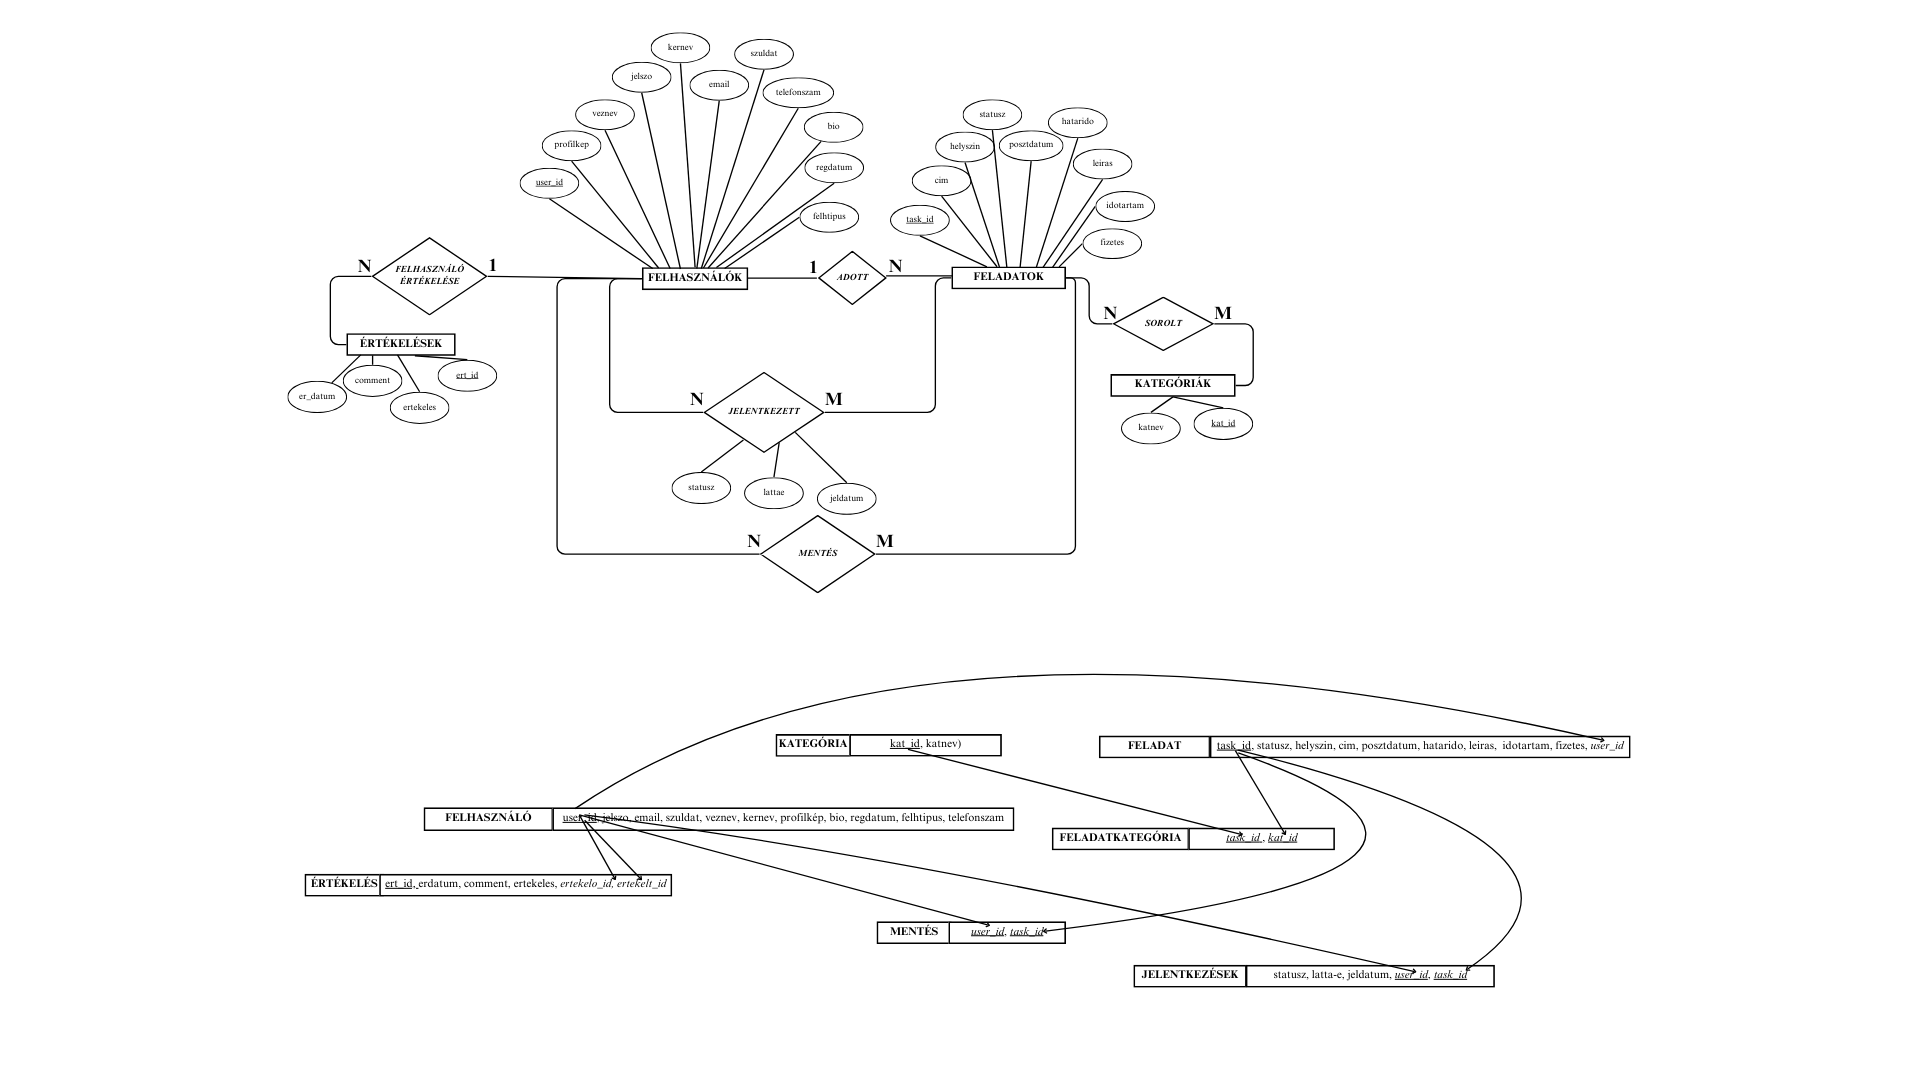 kernev
szuldat
jelszo
email
telefonszam
veznev
bio
profilkep
regdatum
user_id
felhtipus
statusz
hatarido
helyszin
posztdatum
leiras
cim
idotartam
task_id
fizetes
N
FELHASZNÁLÓ
ÉRTÉKELÉSE
1
FELHASZNÁLÓK
1
ADOTT
N
FELADATOK
N
SOROLT
M
ÉRTÉKELÉSEK
er_datum
comment
ertekeles
ert_id
KATEGÓRIÁK
katnev
kat_id
N
JELENTKEZETT
M
statusz
lattae
jeldatum
N
MENTÉS
M
KATEGÓRIA kat_id, katnev)
FELADAT task_id, statusz, helyszin, cim, posztdatum, hatarido, leiras, idotartam, fizetes, user_id
FELHASZNÁLÓ user_id, jelszo, email, szuldat, veznev, kernev, profilkép, bio, regdatum, felhtipus, telefonszam
FELADATKATEGÓRIA task_id , kat_id
ÉRTÉKELÉS ert_id, erdatum, comment, ertekeles, ertekelo_id, ertekelt_id
MENTÉS user_id, task_id
JELENTKEZÉSEK statusz, latta-e, jeldatum, user_id, task_id